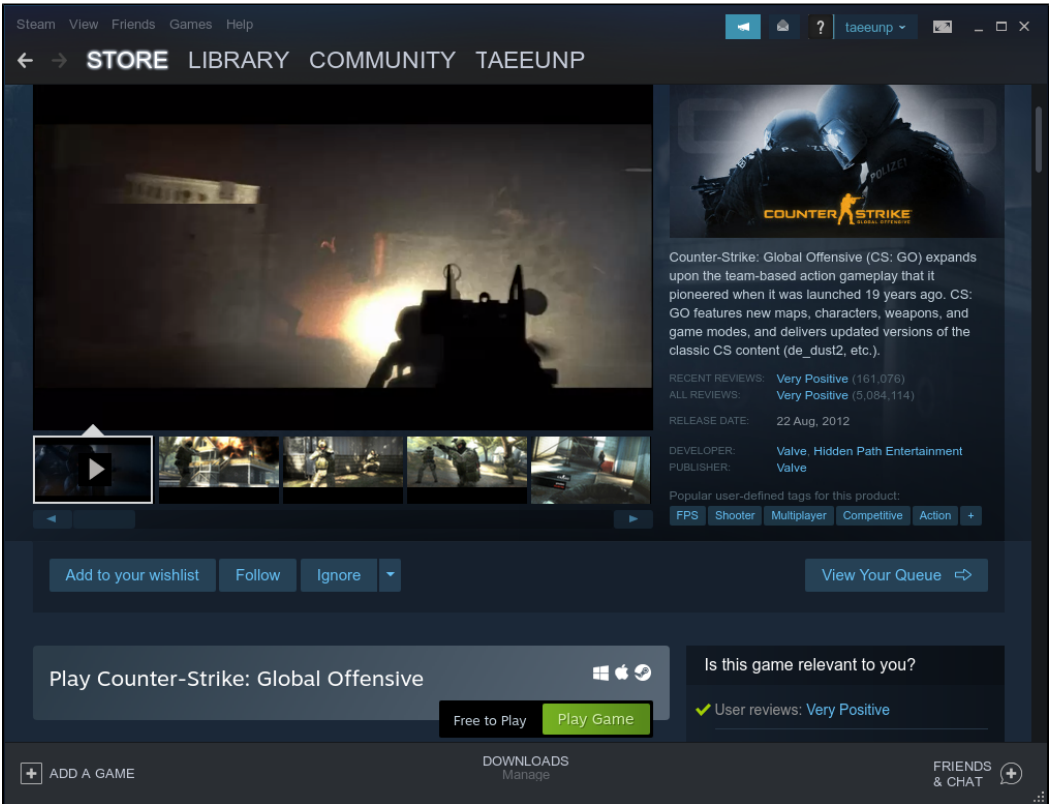 Steam View Friends Games Help
? taeeunp
STORE LIBRARY COMMUNITY TAEEUNP
POLIZEI
COUNTER STRIKE
GLOBAL OFFENSIVE
Counter-Strike: Global Offensive (CS: GO) expands
upon the team-based action gameplay that it
pioneered when it was launched 19 years ago. CS:
GO features new maps, characters, weapons, and
game modes, and delivers updated versions of the
classic CS content (de_dust2, etc.).
RECENT REVIEWS: Very Positive (161,076)
ALL REVIEWS: Very Positive (5,084,114)
RELEASE DATE: 22 Aug, 2012
DEVELOPER: Valve, Hidden Path Entertainment
PUBLISHER: Valve
Popular user-defined tags for this product:
FPS Shooter Multiplayer Competitive Action +
Add to your wishlist Follow Ignore View Your Queue
Play Counter-Strike: Global Offensive
Free to Play Play Game
Is this game relevant to you?
User reviews: Very Positive
+ ADD A GAME
DOWNLOADS
Manage
FRIENDS
& CHAT +